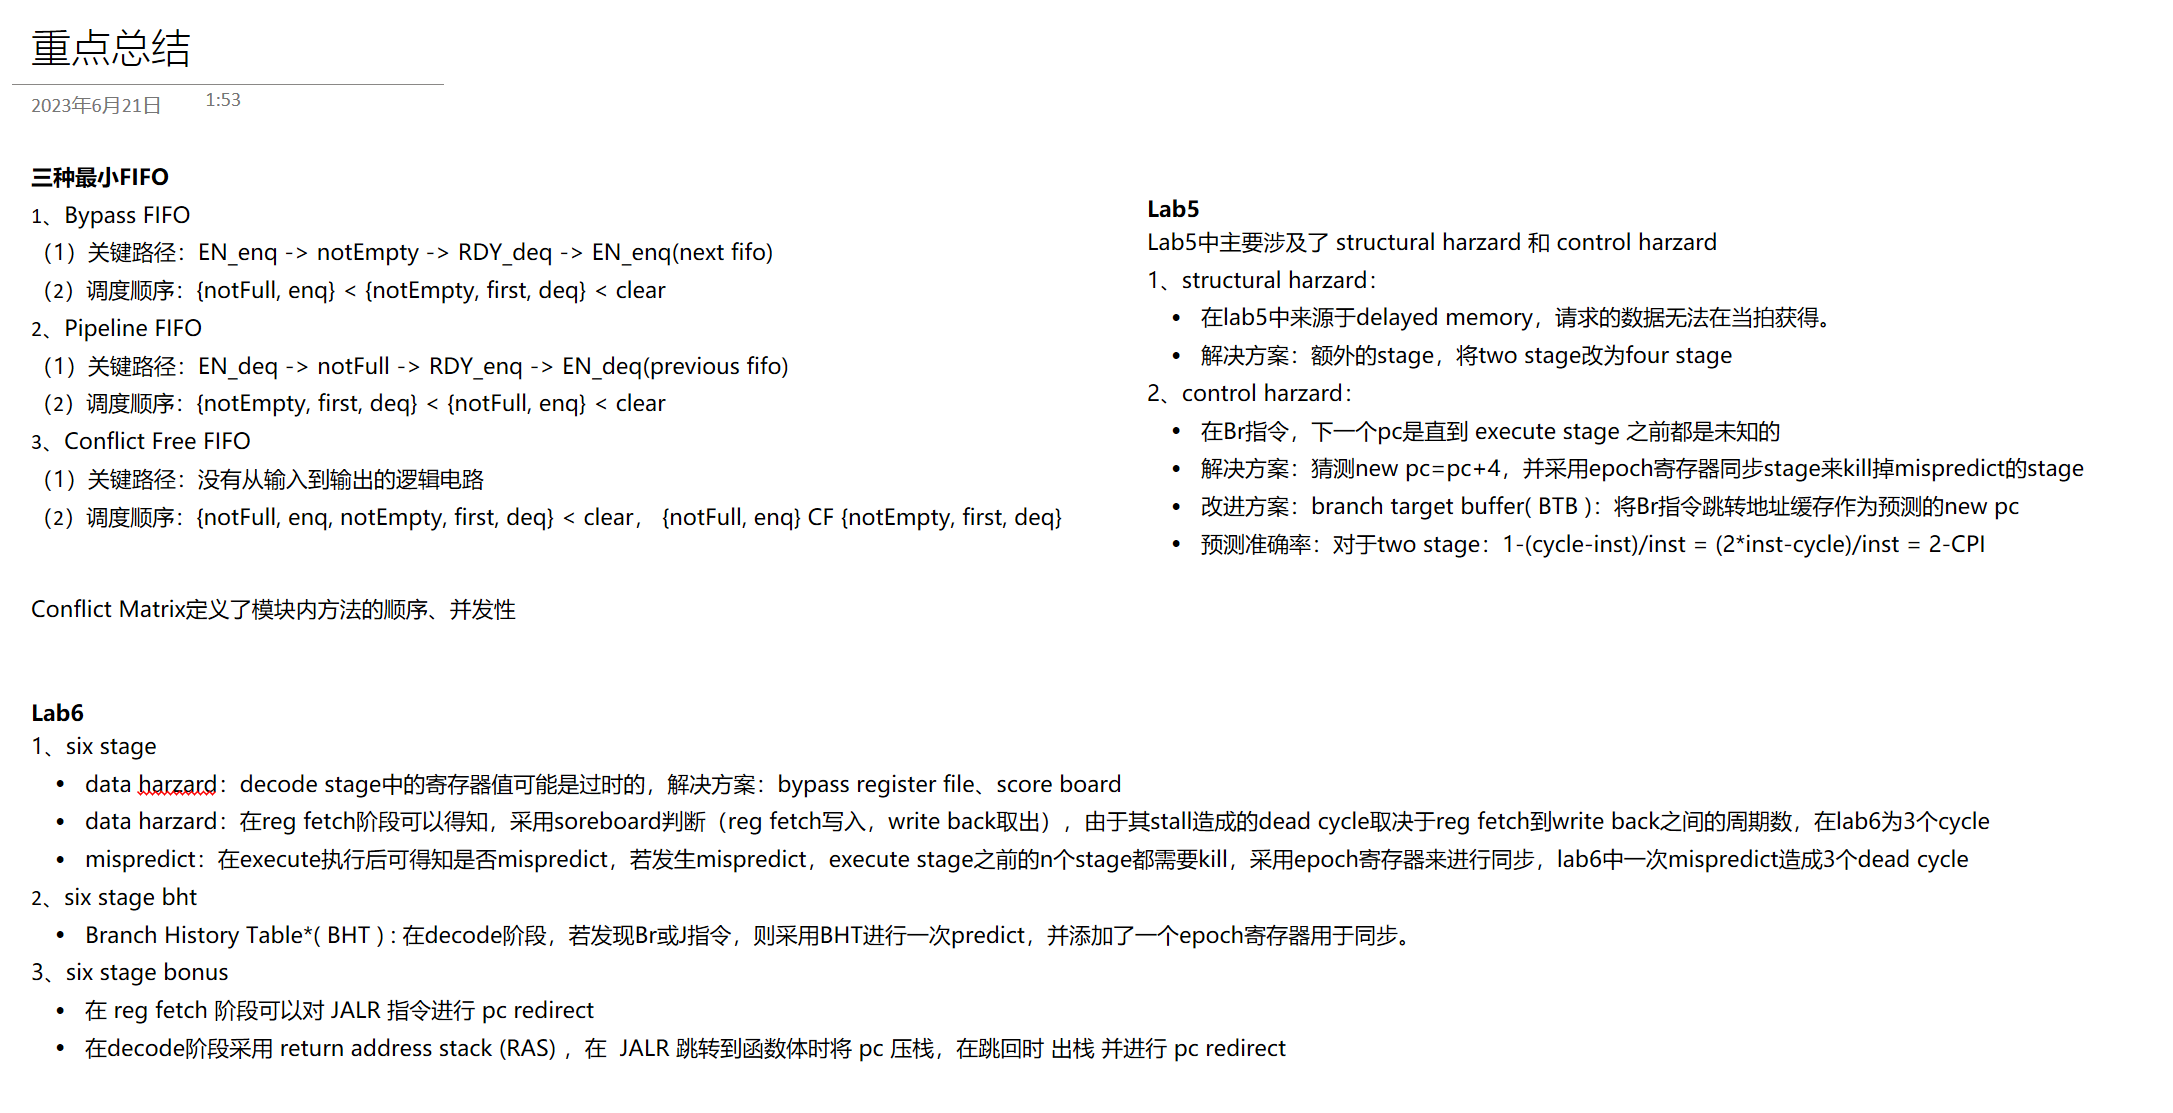 重点总结
2023年6月21日 1:53
三种最小FIFO
1、Bypass FIFO
（1）关键路径：EN_enq -> notEmpty -> RDY_deq -> EN_enq(next fifo)
（2）调度顺序：{notFull, enq} < {notEmpty, first, deq} < clear
2、Pipeline FIFO
（1）关键路径：EN_deq -> notFull -> RDY_enq -> EN_deq(previous fifo)
（2）调度顺序：{notEmpty, first, deq} < {notFull, enq} < clear
3、Conflict Free FIFO
（1）关键路径：没有从输入到输出的逻辑电路
（2）调度顺序：{notFull, enq, notEmpty, first, deq} < clear， {notFull, enq} CF {notEmpty, first, deq}
Conflict Matrix定义了模块内方法的顺序、并发性
Lab5
Lab5中主要涉及了 structural harzard 和 control harzard
1、structural harzard：
• 在lab5中来源于delayed memory，请求的数据无法在当拍获得。
• 解决方案：额外的stage，将two stage改为four stage
2、control harzard：
• 在Br指令，下一个pc是直到 execute stage 之前都是未知的
• 解决方案：猜测new pc=pc+4，并采用epoch寄存器同步stage来kill掉mispredict的stage
• 改进方案：branch target buffer( BTB )：将Br指令跳转地址缓存作为预测的new pc
• 预测准确率：对于two stage：1-(cycle-inst)/inst = (2*inst-cycle)/inst = 2-CPI
Lab6
1、six stage
• data harzard：decode stage中的寄存器值可能是过时的，解决方案：bypass register file、score board
• data harzard：在reg fetch阶段可以得知，采用soreboard判断（reg fetch写入，write back取出），由于其stall造成的dead cycle取决于reg fetch到write back之间的周期数，在lab6为3个cycle
• mispredict：在execute执行后可得知是否mispredict，若发生mispredict，execute stage之前的n个stage都需要kill，采用epoch寄存器来进行同步，lab6中一次mispredict造成3个dead cycle
2、six stage bht
• Branch History Table*( BHT ) : 在decode阶段，若发现Br或J指令，则采用BHT进行一次predict，并添加了一个epoch寄存器用于同步。
3、six stage bonus
• 在 reg fetch 阶段可以对 JALR 指令进行 pc redirect
• 在decode阶段采用 return address stack (RAS) ，在 JALR 跳转到函数体时将 pc 压栈，在跳回时 出栈 并进行 pc redirect